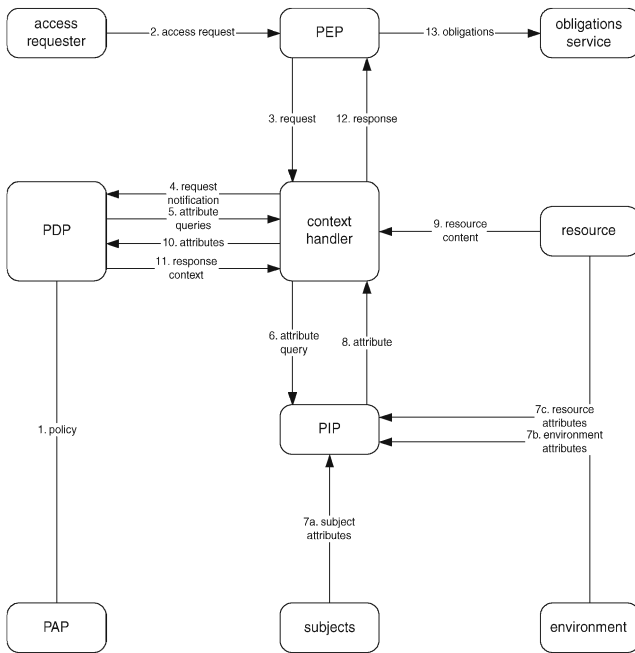 access
requester
2. access request
PEP
13. obligations
obligations
service
3. request
12. response
PDP
4. request
notification
5. attribute
queries
10. attributes
11. response
context
context
handler
9. resource
content
resource
6. attribute
query
8. attribute
1. policy
PIP
7c. resource
attributes
7b. environment
attributes
7a. subject
attributes
PAP
subjects
environment